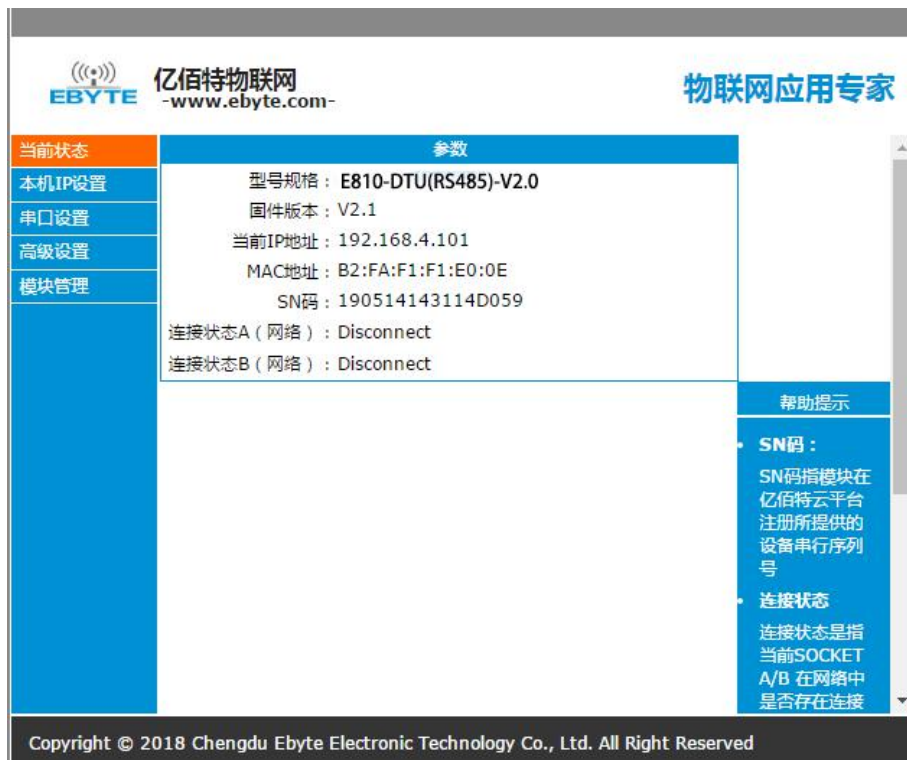 EBYTE
亿佰特物联网
-www.ebyte.com-
物联网应用专家
当前状态
本机IP设置
串口设置
高级设置
模块管理
参数
型号规格：E810-DTU(RS485)-V2.0
固件版本：V2.1
当前IP地址：192.168.4.101
MAC地址：B2:FA:F1:F1:E0:0E
SN码：190514143114D059
连接状态A（网络）：Disconnect
连接状态B（网络）：Disconnect
帮助提示
• SN码：
SN码指模块在
亿佰特云平台
注册所提供的
设备串行序列
号
• 连接状态
连接状态是指
当前SOCKET
A/B 在网络中
是否存在连接
Copyright © 2018 Chengdu Ebyte Electronic Technology Co., Ltd. All Right Reserved